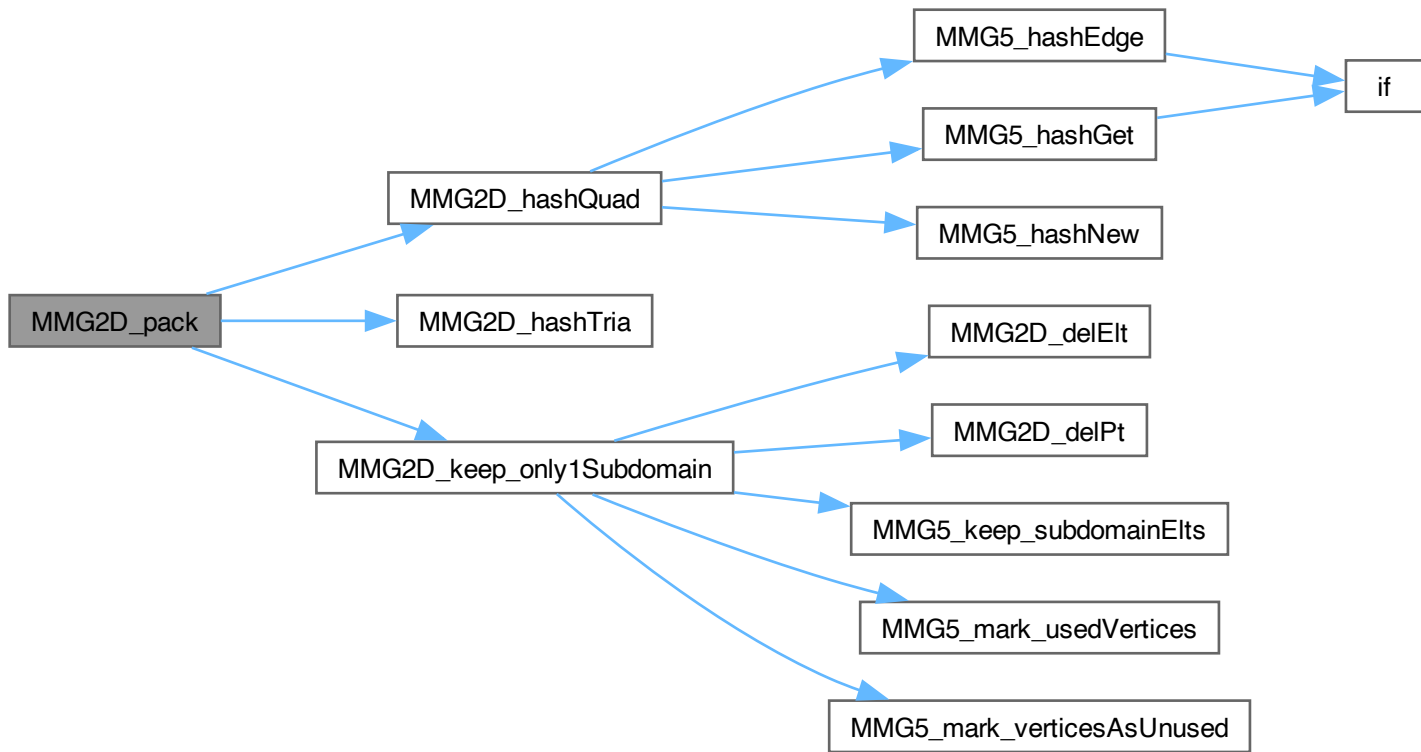 MMG5_hashEdge
if
MMG5_hashGet
MMG2D_hashQuad
MMG5_hashNew
MMG2D_pack
MMG2D_hashTria
MMG2D_delElt
MMG2D_delPt
MMG2D_keep_only1Subdomain
MMG5_keep_subdomainElts
MMG5_mark_usedVertices
MMG5_mark_verticesAsUnused